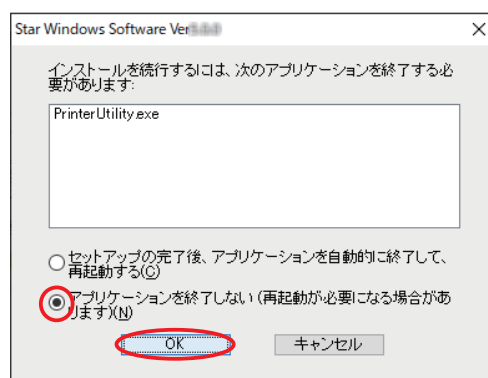 Star Windows Software Ver
インストールを続行するには、次のアプリケーションを終了する必
要があります:
PrinterUtility.exe
セットアップの完了後、アプリケーションを自動的に終了して、
再起動する(C)
アプリケーションを終了しない(再起動が必要になる場合があ
ります)(N)
OK
キャンセル